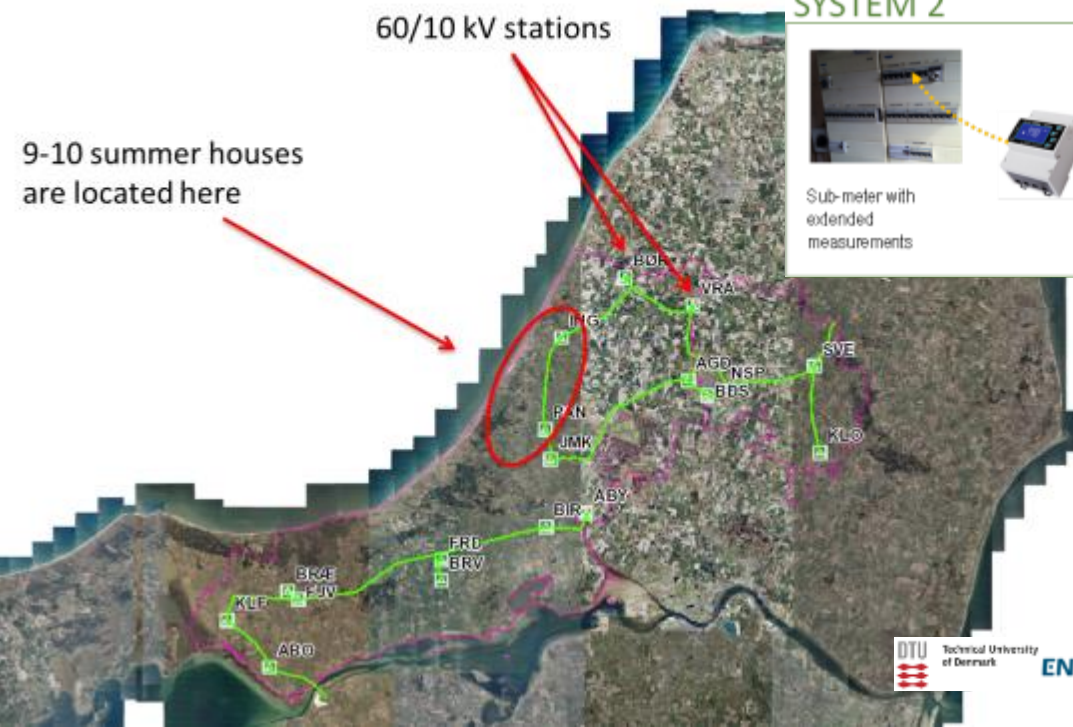 60/10 kV stations
SYSTEM 2
9-10 summer houses
are located here
Sub-meter with
extended
measurements
BØR
VRA
ING
SVE
AGD
NSP
BDS
PAN
JMK
KLO
ABY
BIR
FRD
BRV
BRÆ
FJV
KLF
ABO
DTU
Technical University
of Denmark
EN